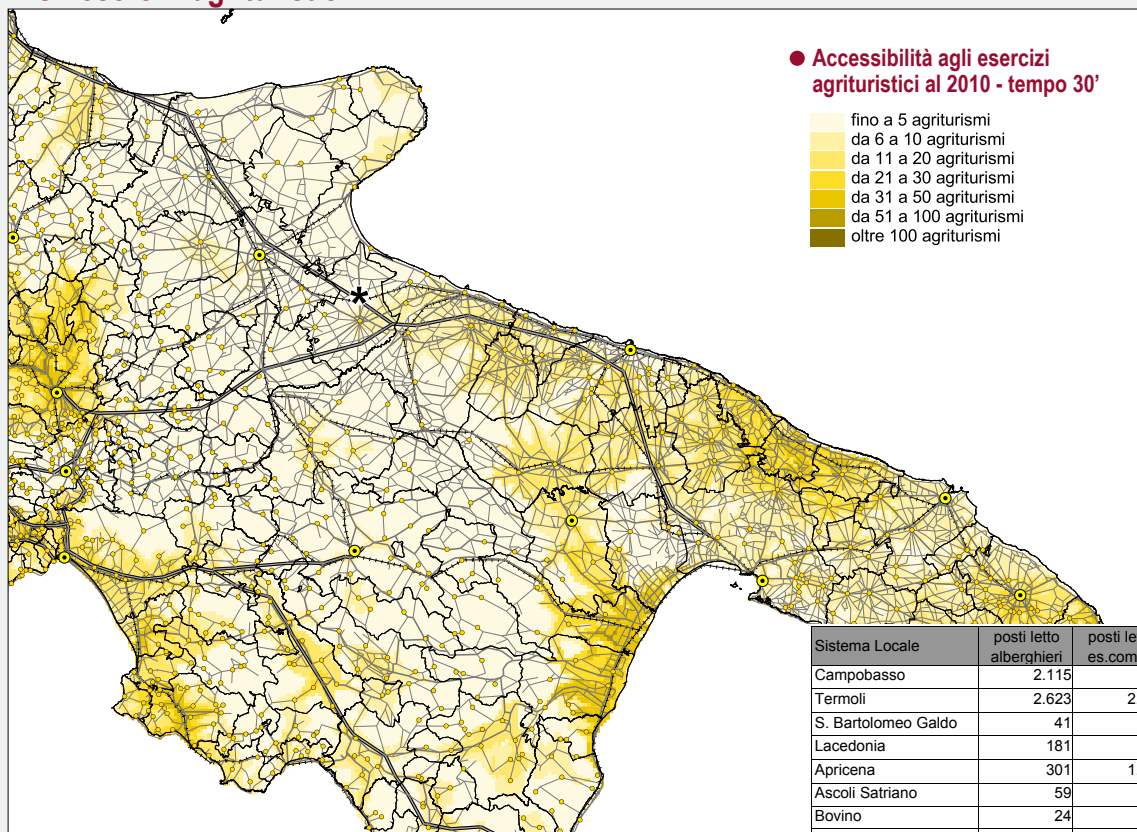 Accessibilità agli esercizi
agrituristici al 2010 - tempo 30'
fino a 5 agriturismi
da 6 a 10 agriturismi
da 11 a 20 agriturismi
da 21 a 30 agriturismi
da 31 a 50 agriturismi
da 51 a 100 agriturismi
oltre 100 agriturismi
*
Sistema Locale posti letto alberghieri posti
Campobasso 2.115
Termoli 2.623
S. Bartolomeo Galdo 41
Lacedonia 181
Apricena 301
Ascoli Satriano 59
Bovino 24